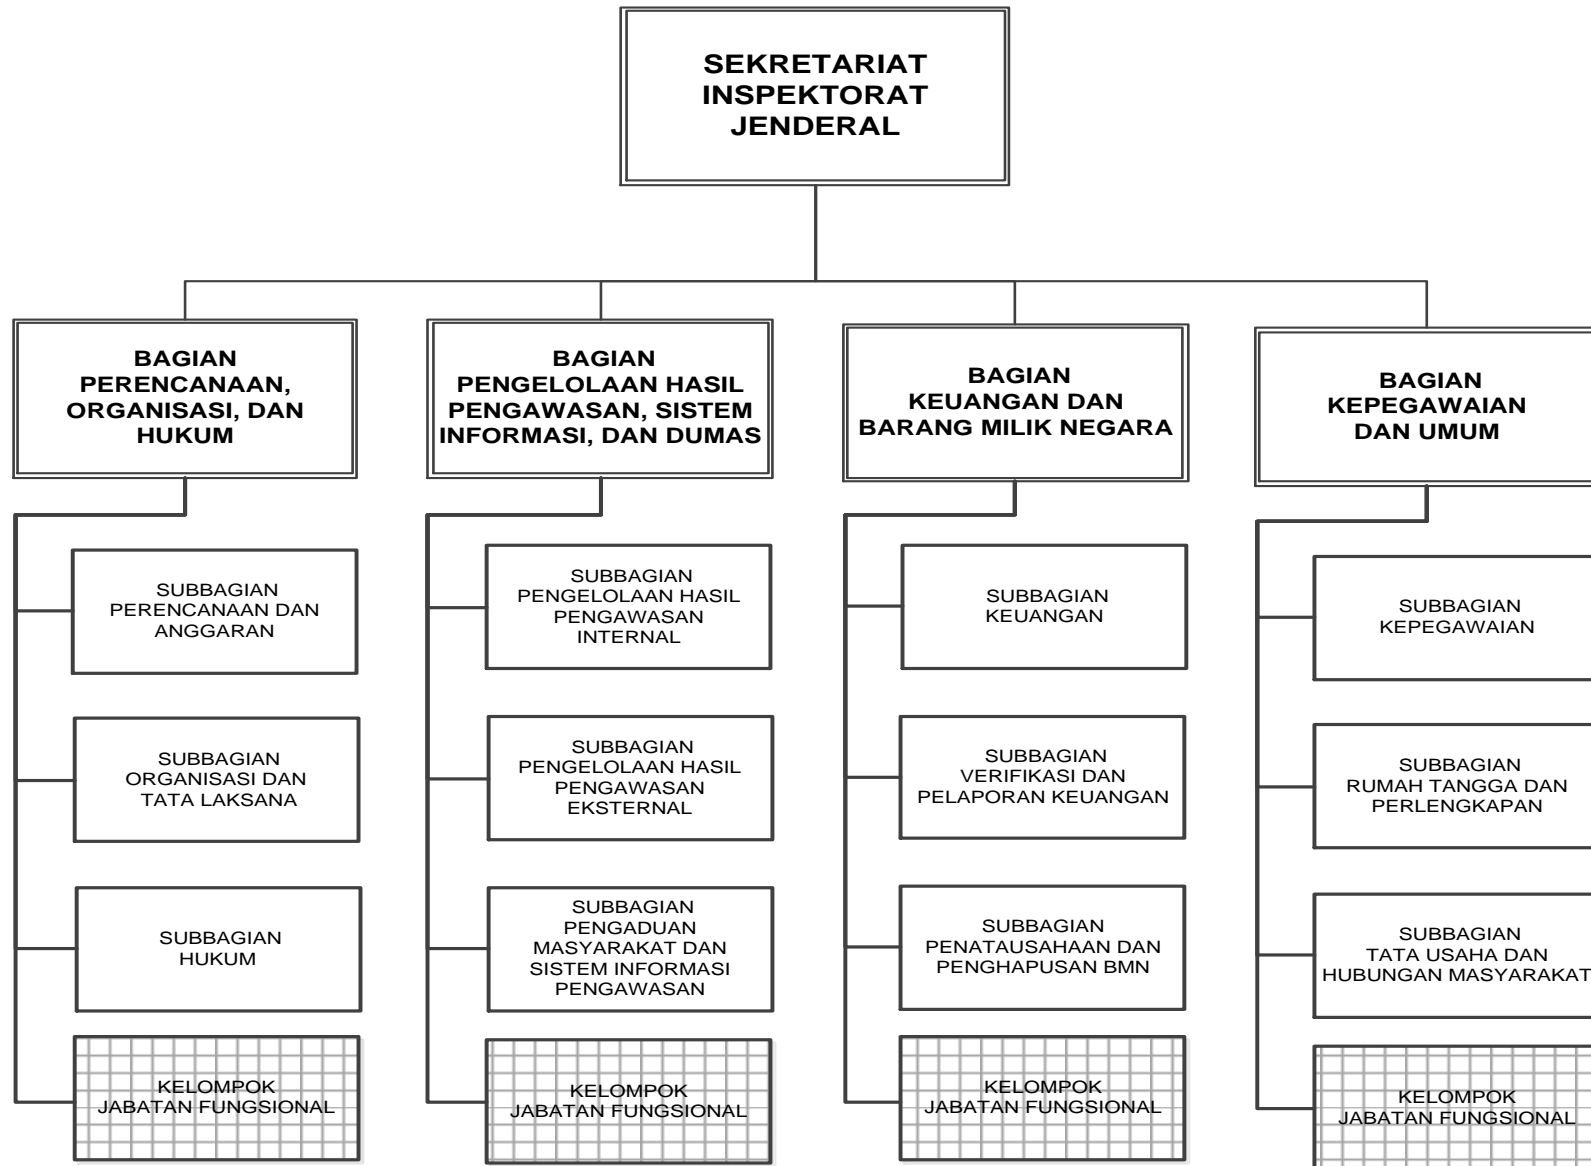 SEKRETARIAT
INSPEKTORAT
JENDERAL
BAGIAN
PERENCANAAN,
ORGANISASI, DAN
HUKUM
BAGIAN
PENGELOLAAN HASIL
PENGAWASAN, SISTEM
INFORMASI, DAN DUMAS
BAGIAN
KEUANGAN DAN
BARANG MILIK NEGARA
BAGIAN
KEPEGAWAIAN
DAN UMUM
SUBBAGIAN
PERENCANAAN DAN
ANGGARAN
SUBBAGIAN
ORGANISASI DAN
TATA LAKSANA
SUBBAGIAN
HUKUM
KELOMPOK
JABATAN FUNGSIONAL
SUBBAGIAN
PENGELOLAAN HASIL
PENGAWASAN
INTERNAL
SUBBAGIAN
PENGELOLAAN HASIL
PENGAWASAN
EKSTERNAL
SUBBAGIAN
PENGADUAN
MASYARAKAT DAN
SISTEM INFORMASI
PENGAWASAN
KELOMPOK
JABATAN FUNGSIONAL
SUBBAGIAN
KEUANGAN
SUBBAGIAN
VERIFIKASI DAN
PELAPORAN KEUANGAN
SUBBAGIAN
PENATAUSAHAAN DAN
PENGHAPUSAN BMN
KELOMPOK
JABATAN FUNGSIONAL
SUBBAGIAN
KEPEGAWAIAN
SUBBAGIAN
RUMAH TANGGA DAN
PERLENGKAPAN
SUBBAGIAN
TATA USAHA DAN
HUBUNGAN MASYARAKAT
KELOMPOK
JABATAN FUNGSIONAL